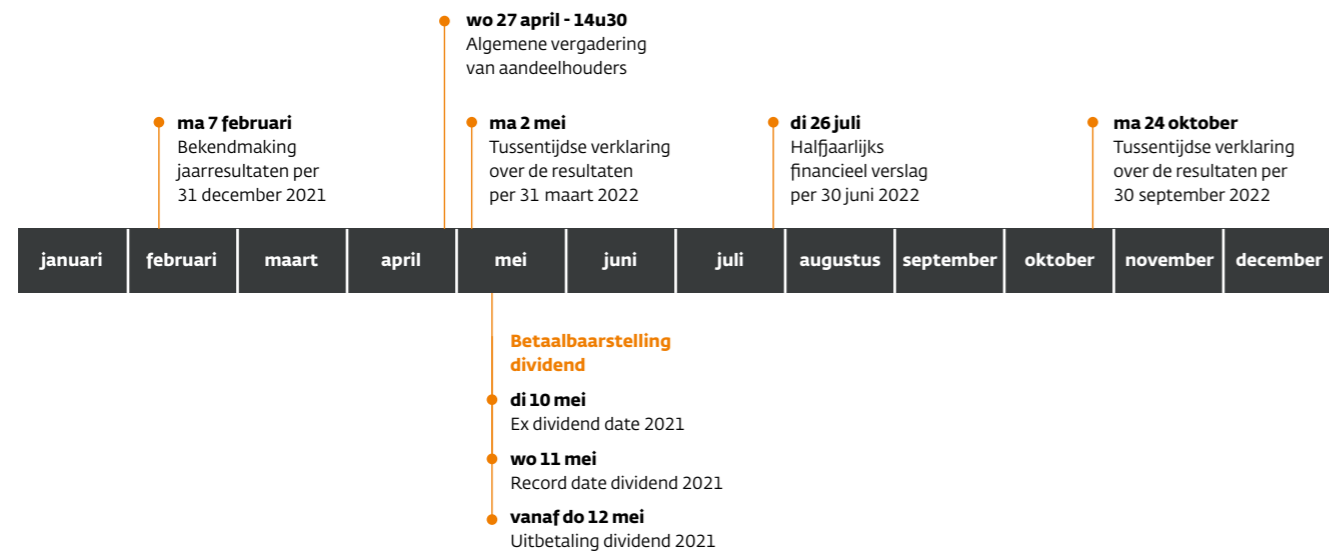 wo 27 april - 14u30
Algemene vergadering
van aandeelhouders
ma 7 februari
Bekendmaking
jaarresultaten per
31 december 2021
ma 2 mei
Tussentijdse verklaring
over de resultaten
per 31 maart 2022
di 26 juli
Halfjaarlijks
financieel verslag
per 30 juni 2022
ma 24 oktober
Tussentijdse verklaring
over de resultaten per
30 september 2022
januari februari maart april mei juni juli augustus september oktober november december
Betaalbaarstelling
dividend
di 10 mei
Ex dividend date 2021
wo 11 mei
Record date dividend 2021
vanaf do 12 mei
Uitbetaling dividend 2021